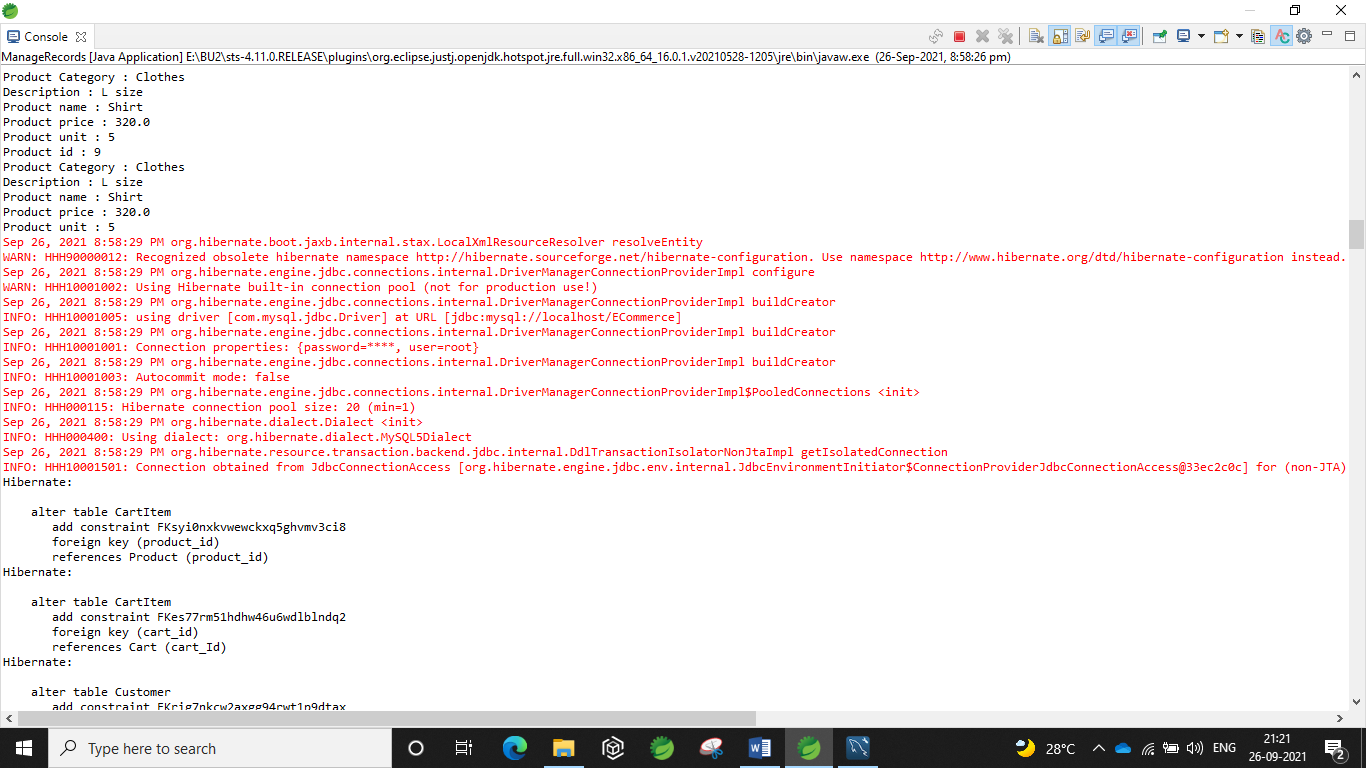 Console
ManageRecords [Java Application] E:\BU2\sts-4.11.0.RELEASE\plugins\org.eclipse.justj.openjdk.hotspot.jre.full.win32.x86_64_16.0.1.v20210528-1205\jre\bin\javaw.exe (26-Sep-2021, 8:58:26 pm)
Product Category : Clothes
Description : L size
Product name : Shirt
Product price : 320.0
Product unit : 5
Product id : 9
Product Category : Clothes
Description : L size
Product name : Shirt
Product price : 320.0
Product unit : 5
Sep 26, 2021 8:58:29 PM org.hibernate.boot.jaxb.internal.stax.LocalXmlResourceResolver resolveEntity
WARN: HHH90000012: Recognized obsolete hibernate namespace http://hibernate.sourceforge.net/hibernate-configuration. Use namespace http://www.hibernate.org/dtd/hibernate-configuration instead.
Sep 26, 2021 8:58:29 PM org.hibernate.engine.jdbc.connections.internal.DriverManagerConnectionProviderImpl configure
WARN: HHH10001002: Using Hibernate built-in connection pool (not for production use!)
Sep 26, 2021 8:58:29 PM org.hibernate.engine.jdbc.connections.internal.DriverManagerConnectionProviderImpl buildCreator
INFO: HHH10001005: using driver [com.mysql.jdbc.Driver] at URL [jdbc:mysql://localhost/ECommerce]
Sep 26, 2021 8:58:29 PM org.hibernate.engine.jdbc.connections.internal.DriverManagerConnectionProviderImpl buildCreator
INFO: HHH10001001: Connection properties: {password=****, user=root}
Sep 26, 2021 8:58:29 PM org.hibernate.engine.jdbc.connections.internal.DriverManagerConnectionProviderImpl buildCreator
INFO: HHH10001003: Autocommit mode: false
Sep 26, 2021 8:58:29 PM org.hibernate.engine.jdbc.connections.internal.DriverManagerConnectionProviderImpl$PooledConnections <init>
INFO: HHH000115: Hibernate connection pool size: 20 (min=1)
Sep 26, 2021 8:58:29 PM org.hibernate.dialect.Dialect <init>
INFO: HHH000400: Using dialect: org.hibernate.dialect.MySQL5Dialect
Sep 26, 2021 8:58:29 PM org.hibernate.resource.transaction.backend.jdbc.internal.DdlTransactionIsolatorNonJtaImpl getIsolatedConnection
INFO: HHH10001501: Connection obtained from JdbcConnectionAccess [org.hibernate.engine.jdbc.env.internal.JdbcEnvironmentInitiator$ConnectionProviderJdbcConnectionAccess@33ec2c0c] for (non-JTA)
Hibernate:
alter table CartItem
add constraint FKsyi0nxkvwewckxq5ghvmv3ci8
foreign key (product_id)
references Product (product_id)
Hibernate:
alter table CartItem
add constraint FKes77rm51hdhw46u6wdlblndq2
foreign key (cart_id)
references Cart (cart_Id)
Hibernate:
alter table Customer
add constraint FKrig7nkcw2axgg94rwt1n9dtax
Type here to search
28°C
ENG
21:21
26-09-2021
2